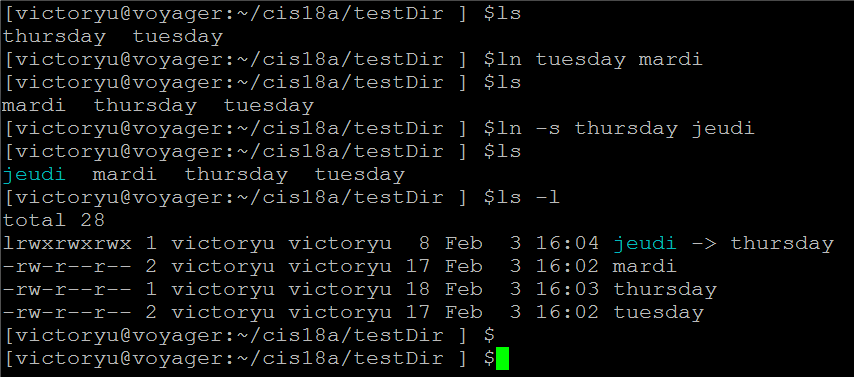 [victoryu@voyager:~/cis18a/testDir ] $ls
thursday  tuesday
[victoryu@voyager:~/cis18a/testDir ] $ln tuesday mardi
[victoryu@voyager:~/cis18a/testDir ] $ls
mardi  thursday  tuesday
[victoryu@voyager:~/cis18a/testDir ] $ln -s thursday jeudi
[victoryu@voyager:~/cis18a/testDir ] $ls
jeudi  mardi  thursday  tuesday
[victoryu@voyager:~/cis18a/testDir ] $ls -l
total 28
lrwxrwxrwx 1 victoryu victoryu  8 Feb  3 16:04 jeudi -> thursday
-rw-r--r-- 2 victoryu victoryu 17 Feb  3 16:02 mardi
-rw-r--r-- 1 victoryu victoryu 18 Feb  3 16:03 thursday
-rw-r--r-- 2 victoryu victoryu 17 Feb  3 16:02 tuesday
[victoryu@voyager:~/cis18a/testDir ] $
[victoryu@voyager:~/cis18a/testDir ] $